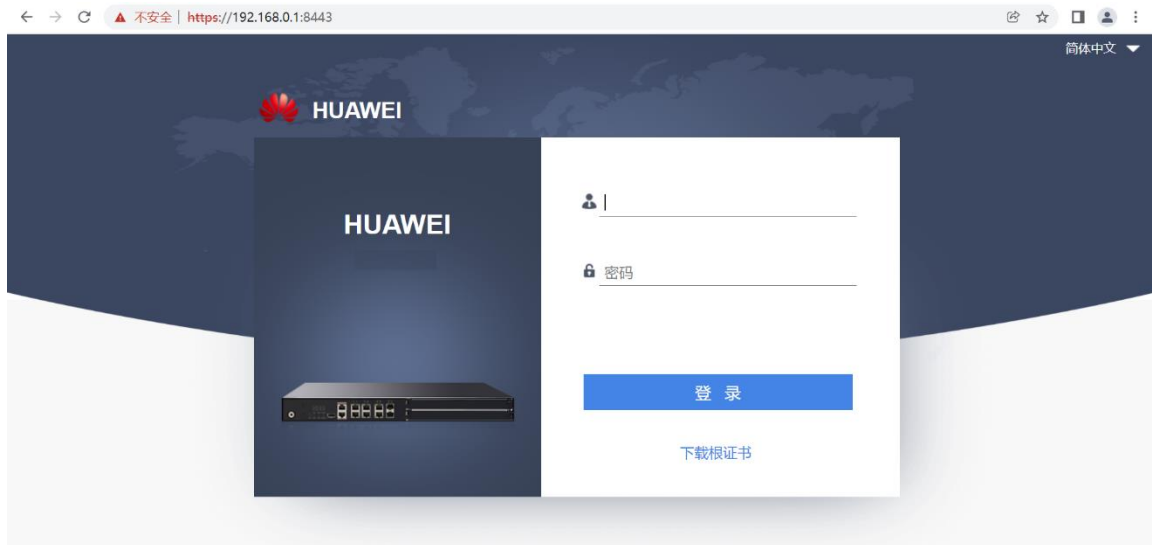 不安全 | https://192.168.0.1:8443
简体中文
HUAWEI
HUAWEI
密码
登 录
下载根证书